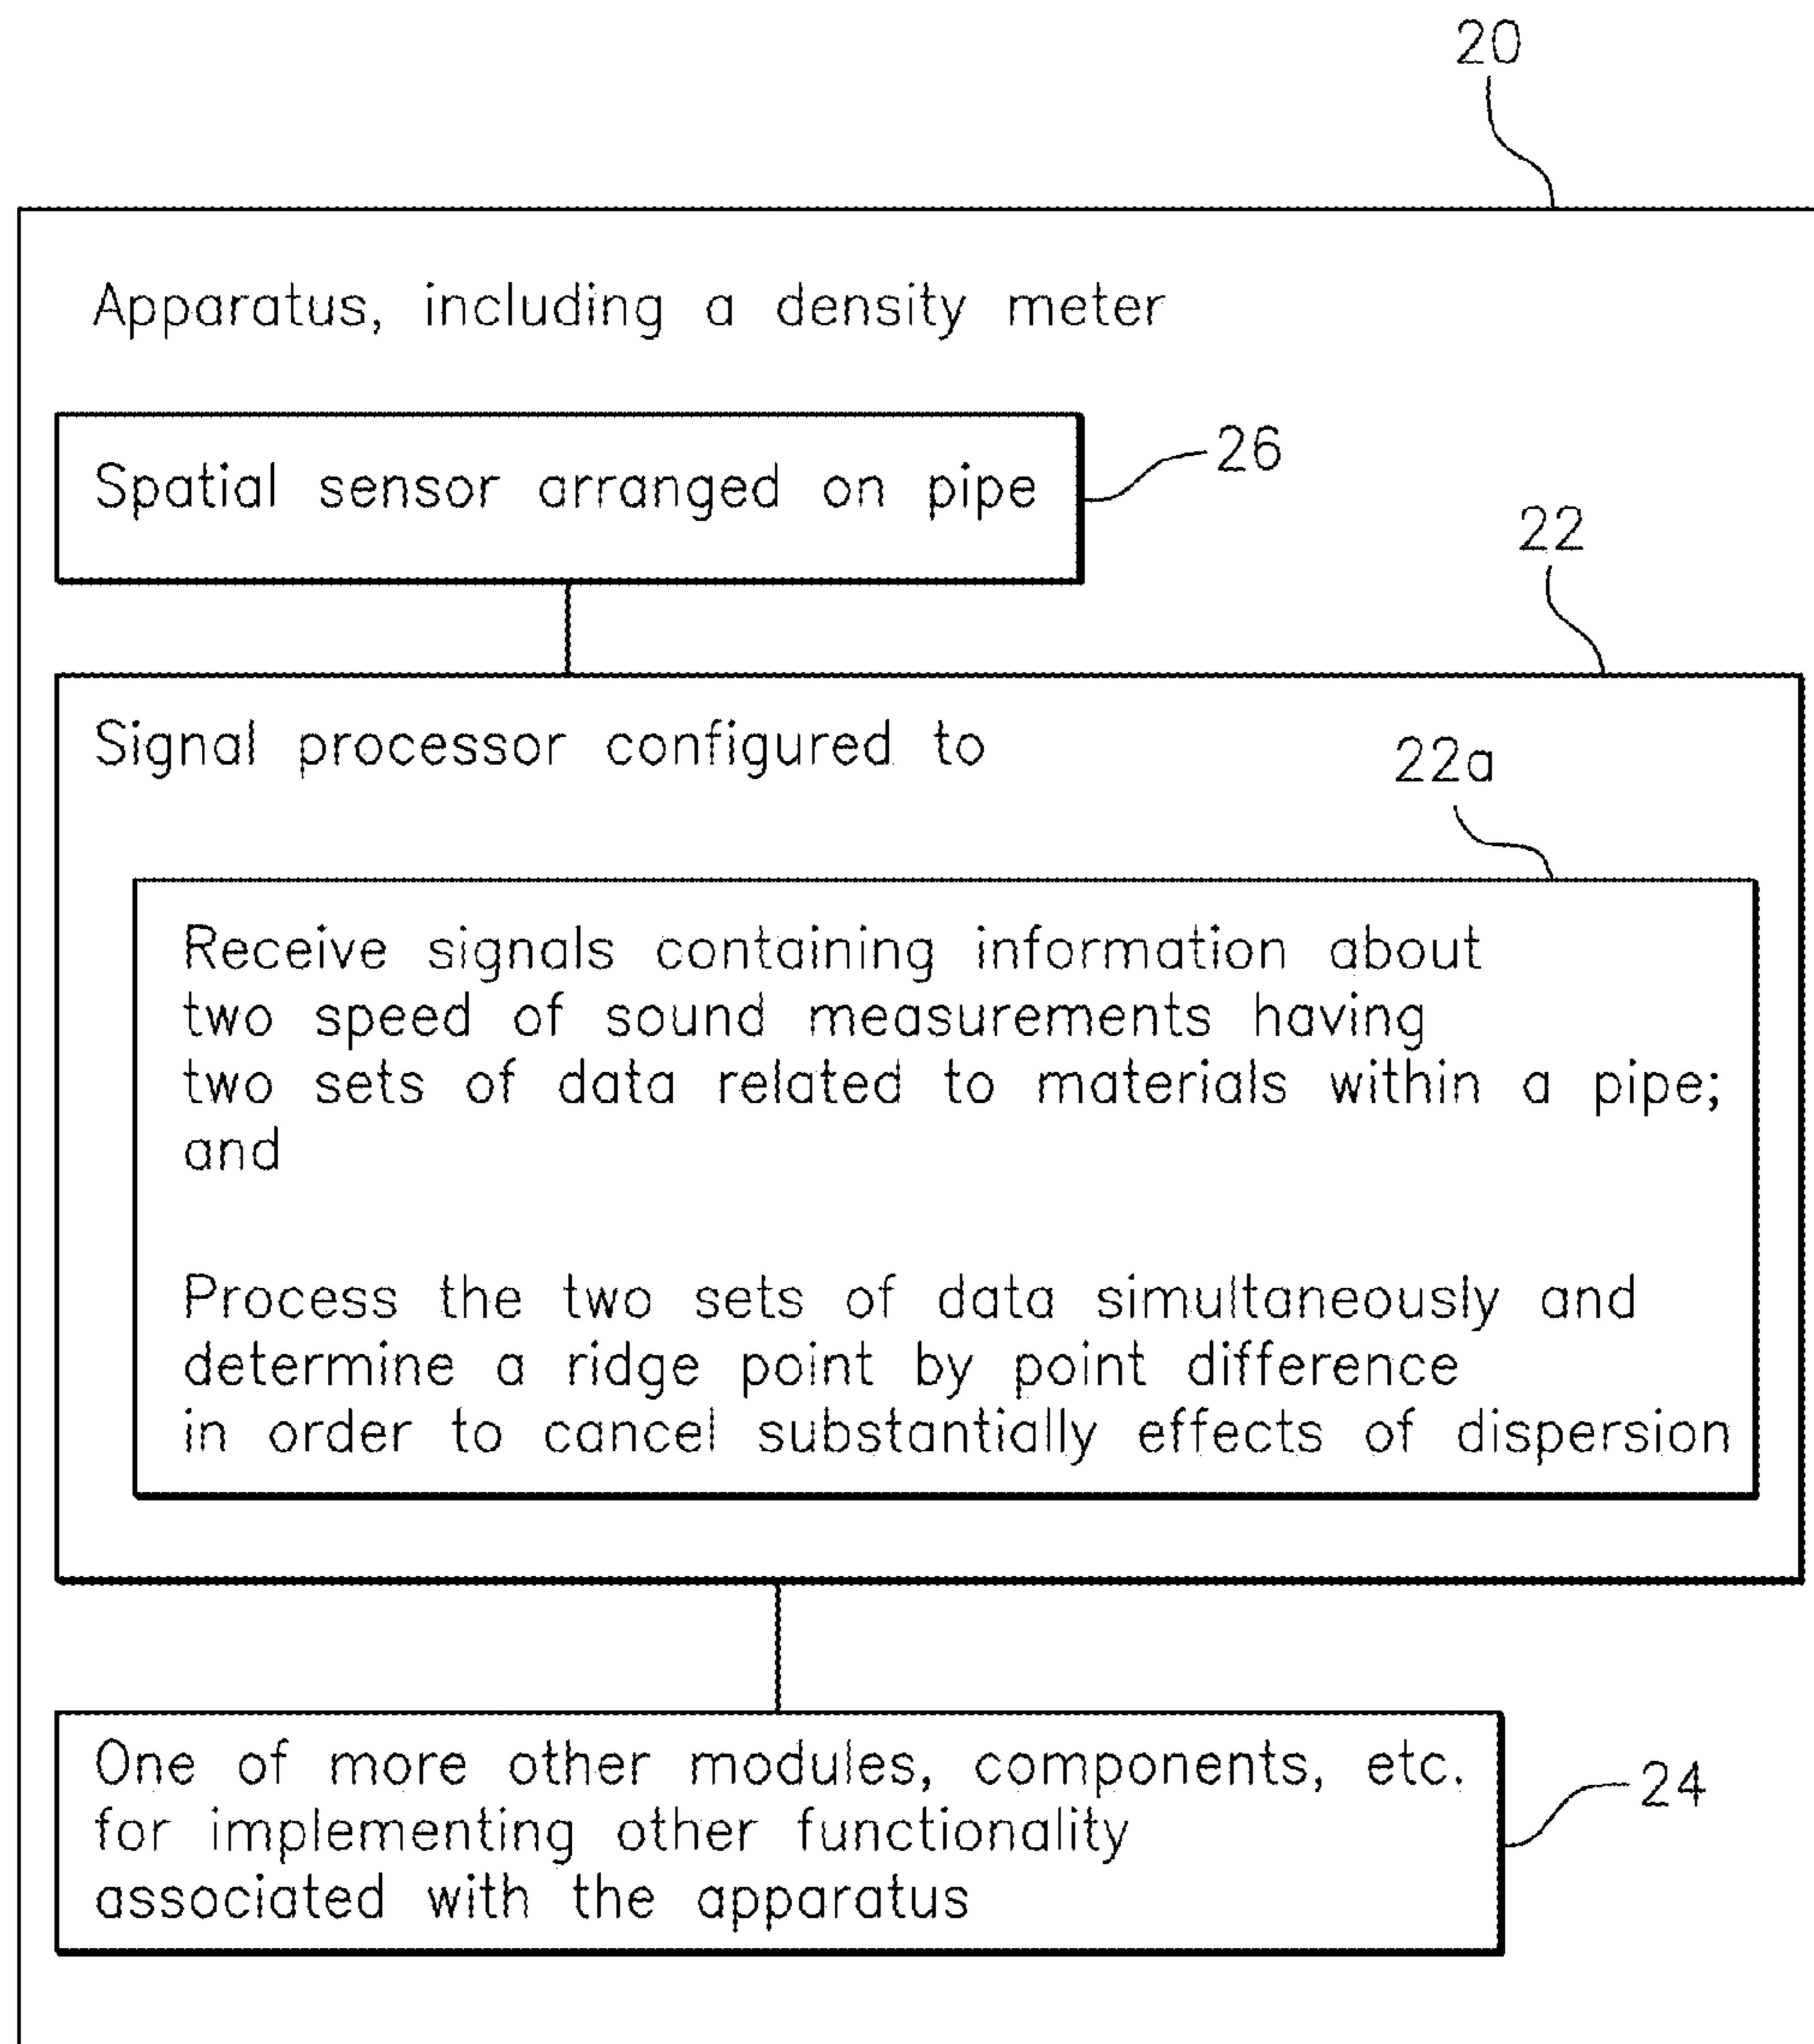 20
Apparatus, including a density meter
Spatial sensor arranged on pipe
26
22
Signal processor configured to
22a
Receive signals containing information about
two speed of sound measurements having
two sets of data related to materials within a pipe;
and
Process the two sets of data simultaneously and
determine a ridge point by point difference
in order to cancel substantially effects of dispersion
One of more other modules, components, etc.
for implementing other functionality
associated with the apparatus
24